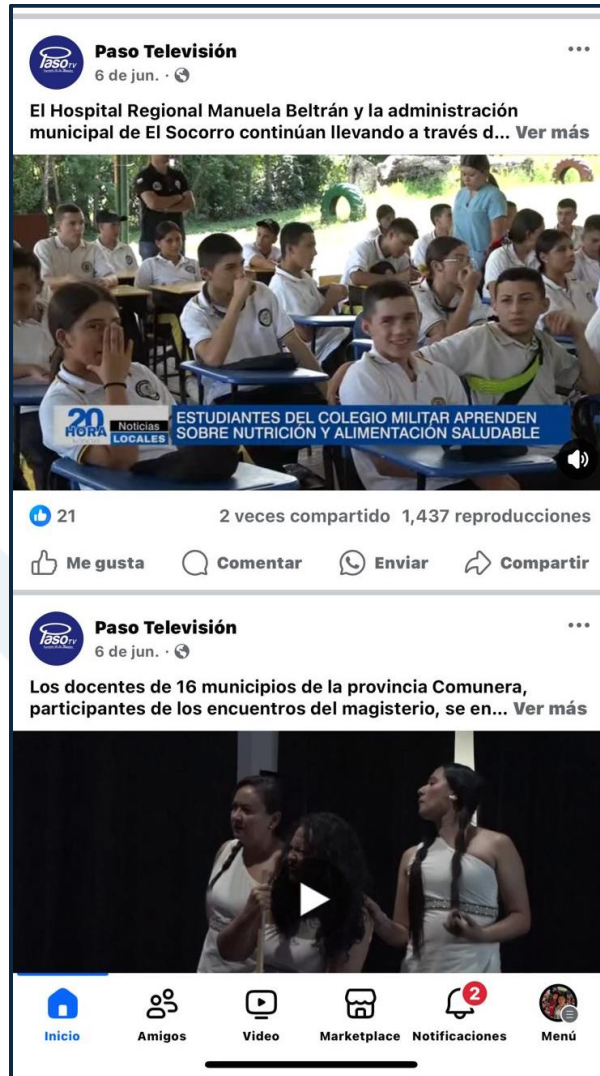 Paso TV
Paso Televisión
6 de jun. ·
El Hospital Regional Manuela Beltrán y la administración
municipal de El Socorro continúan llevando a través d... Ver más
20 HORA
Noticias
LOCALES
ESTUDIANTES DEL COLEGIO MILITAR APRENDEN
SOBRE NUTRICIÓN Y ALIMENTACIÓN SALUDABLE
21
2 veces compartido 1,437 reproducciones
Me gusta Comentar Enviar Compartir
Paso TV
Paso Televisión
6 de jun. ·
Los docentes de 16 municipios de la provincia Comunera,
participantes de los encuentros del magisterio, se en... Ver más
2
Inicio Amigos Video Marketplace Notificaciones Menú